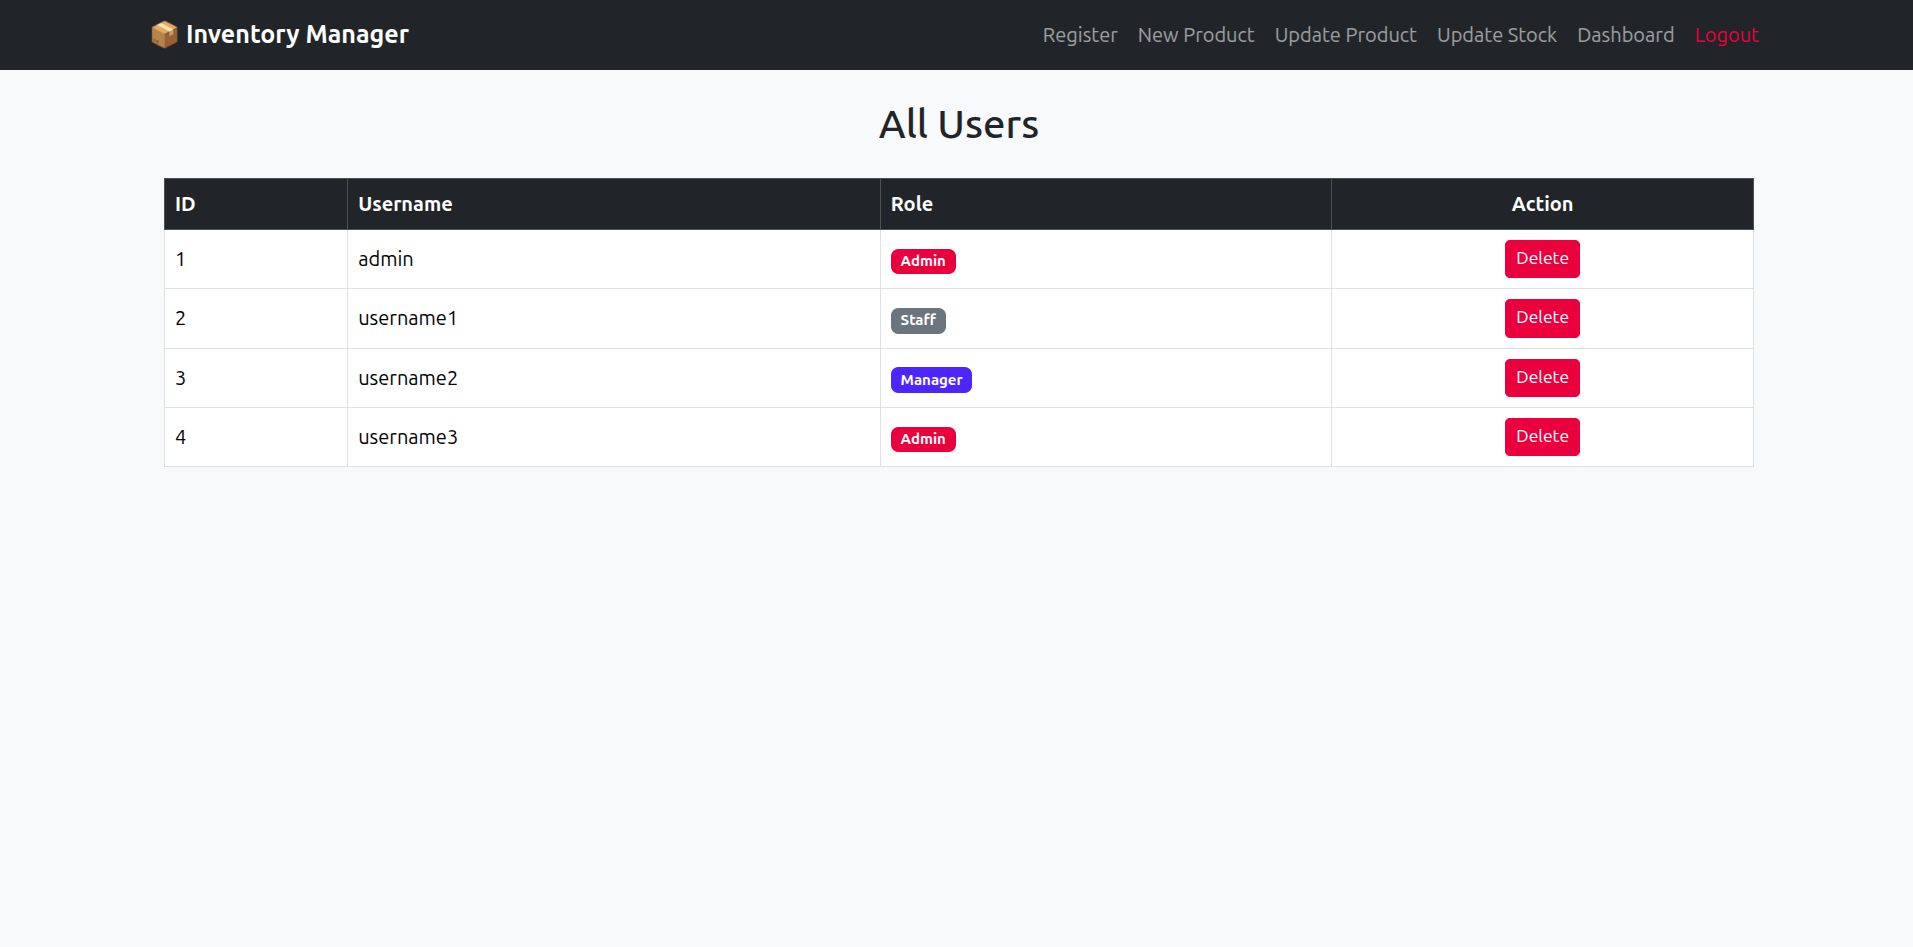 📦 Inventory Manager Register New Product Update Product Update Stock Dashboard Logout
All Users
ID Username Role Action
1 admin Admin Delete
2 username1 Staff Delete
3 username2 Manager Delete
4 username3 Admin Delete